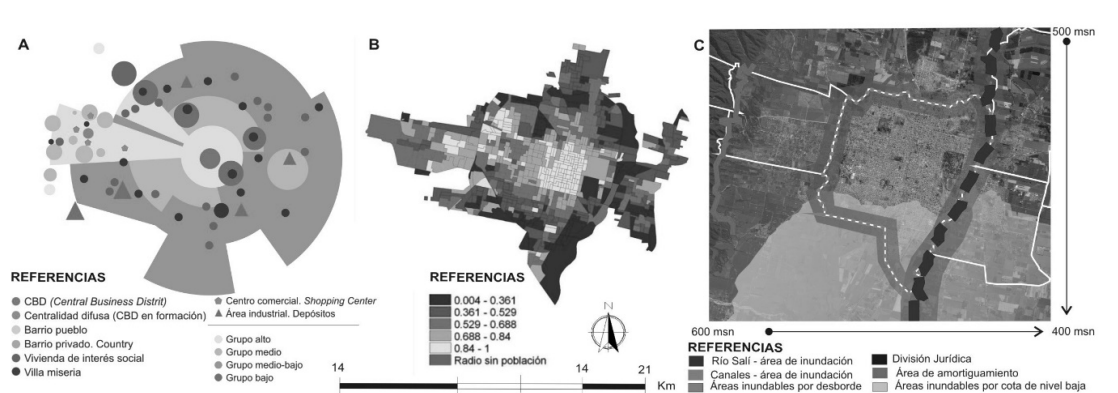 A
REFERENCIAS
CBD (Central Business Distrit)
Centralidad difusa (CBD en formación)
Barrio pueblo
Barrio privado. Country
Vivienda de interés social
Villa miseria
Centro comercial. Shopping Center
Área industrial. Depósitos
Grupo alto
Grupo medio
Grupo medio-bajo
Grupo bajo
B
REFERENCIAS
0.004 - 0.361
0.361 - 0.529
0.529 - 0.688
0.688 - 0.84
0.84 - 1
Radio sin población
N
14
14
21
Km
C
500 msn
600 msn
400 msn
REFERENCIAS
Río Salí - área de inundación
Canales - área de inundación
Áreas inundables por desborde
División Jurídica
Área de amortiguamiento
Áreas inundables por cota de nivel baja